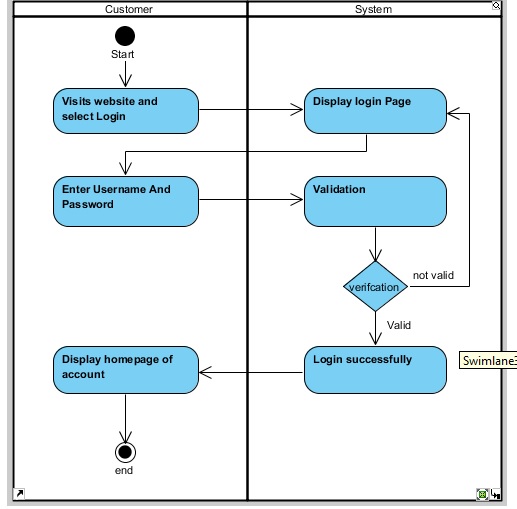 Customer
System
Start
Visits website and
select Login
Display login Page
Enter Username And
Password
Validation
verifcation
not valid
Valid
Display homepage of
account
Login successfully
Swimlane3
end